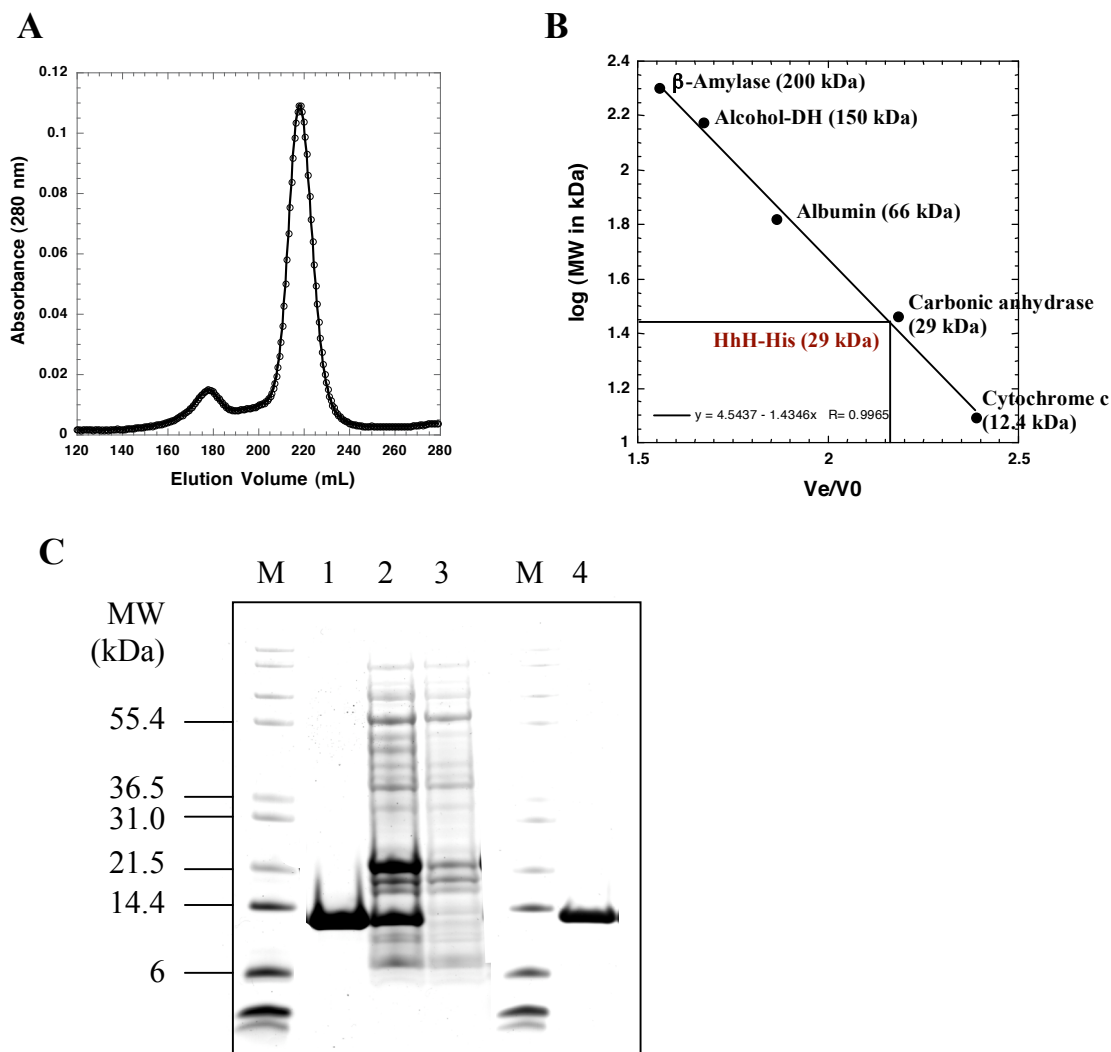 A
0.12
0.1
0.08
0.06
0.04
0.02
0
120 140 160 180 200 220 240 260 280
Absorbance (280 nm)
Elution Volume (mL)
B
2.4
2.2
2
1.8
1.6
1.4
1.2
1
1.5 2 2.5
log (MW in kDa)
Ve/V0
β-Amylase (200 kDa)
Alcohol-DH (150 kDa)
Albumin (66 kDa)
Carbonic anhydrase
(29 kDa)
HhH-His (29 kDa)
Cytochrome c
(12.4 kDa)
y = 4.5437 - 1.4346x R= 0.9965
C
M 1 2 3 M 4
MW
(kDa)
55.4
36.5
31.0
21.5
14.4
6